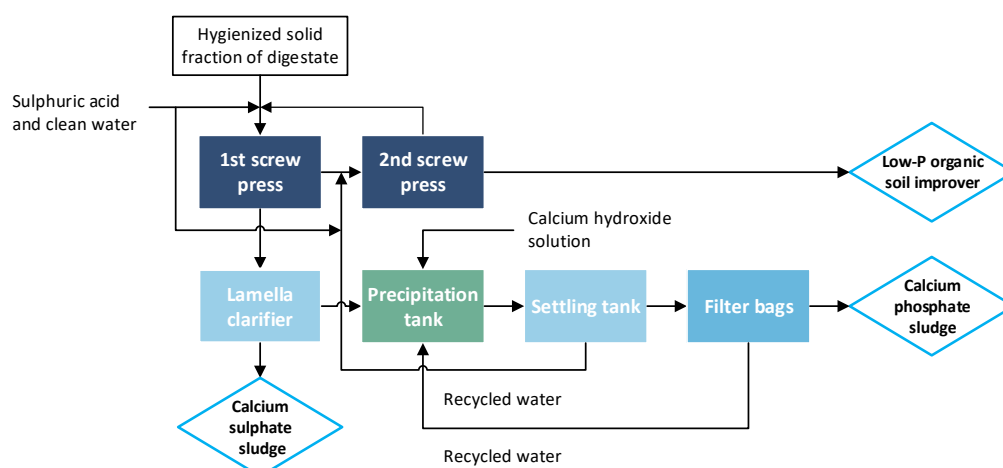 Hygienized solid
fraction of digestate
Sulphuric acid
and clean water
1st screw
press
2nd screw
press
Low-P organic
soil improver
Calcium hydroxide
solution
Lamella
clarifier
Precipitation
tank
Settling tank
Filter bags
Calcium
phosphate
sludge
Calcium
sulphate
sludge
Recycled water
Recycled water